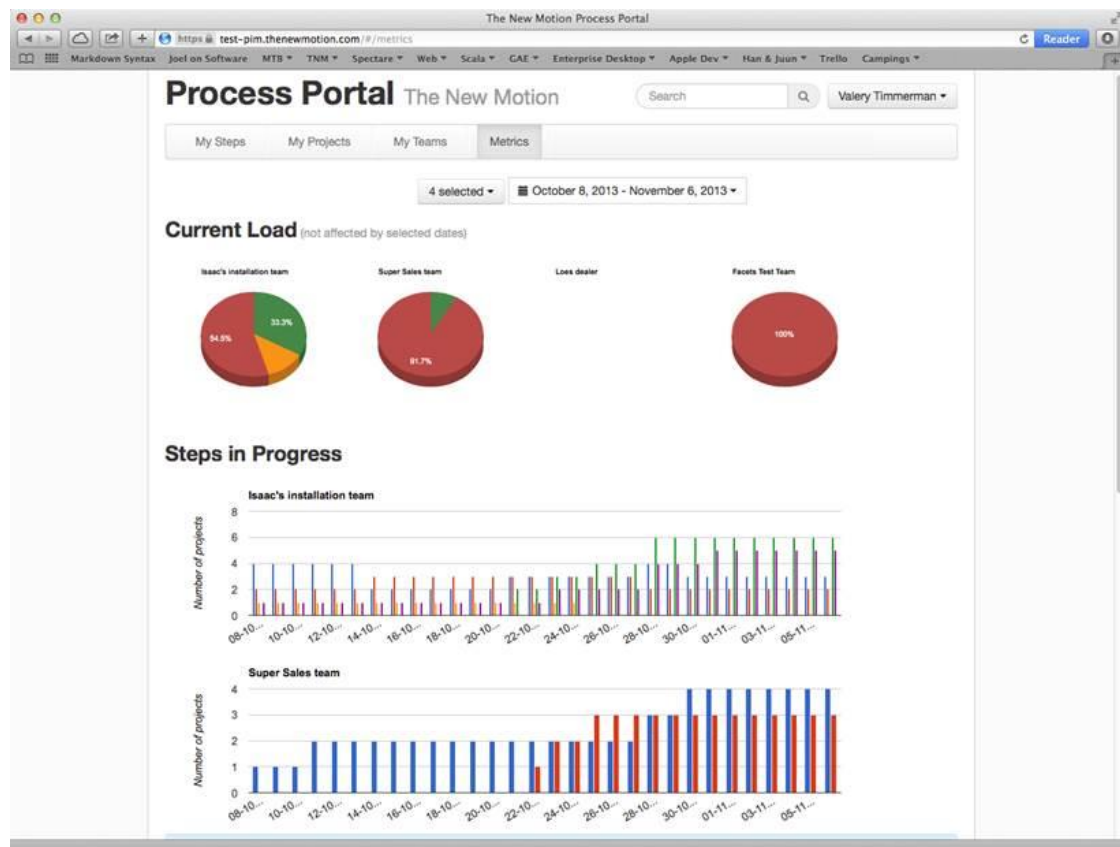 The New Motion Process Portal
https test-pim.thenewmotion.com/#/metrics
Reader
Markdown Syntax Joel on Software MTB TNM Spectare Web Scala GAE Enterprise Desktop Apple Dev Han & Juun Trello Campings
Process Portal The New Motion
Search
Valery Timmerman
My Steps My Projects My Teams Metrics
4 selected October 8, 2013 - November 6, 2013
Current Load (not affected by selected dates)
Isaac's installation team Super Sales team Loes dealer Facets Test Team
33.3%
54.5%
91.7%
100%
Steps in Progress
Isaac's installation team
Number of projects
8
6
4
2
0
08-10... 10-10... 12-10... 14-10... 16-10... 18-10... 20-10... 22-10... 24-10... 26-10... 28-10... 30-10... 01-11... 03-11... 05-11...
Super Sales team
Number of projects
4
3
2
1
0
08-10... 10-10... 12-10... 14-10... 16-10... 18-10... 20-10... 22-10... 24-10... 26-10... 28-10... 30-10... 01-11... 03-11... 05-11...